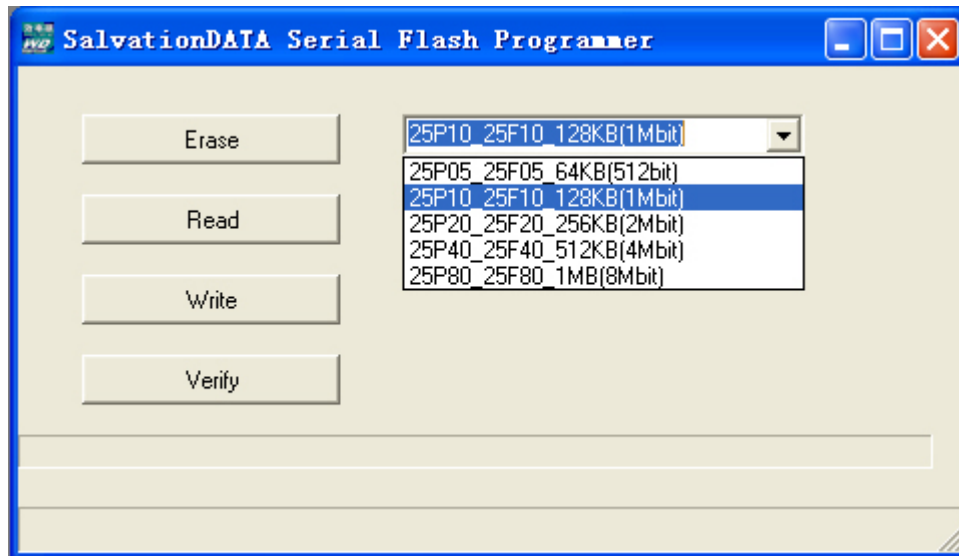 SalvationDATA Serial Flash Programmer
Erase
25P10_25F10_128KB(1Mbit)
25P05_25F05_64KB(512bit)
25P10_25F10_128KB(1Mbit)
Read
25P20_25F20_256KB(2Mbit)
25P40_25F40_512KB(4Mbit)
25P80_25F80_1MB(8Mbit)
Write
Verify